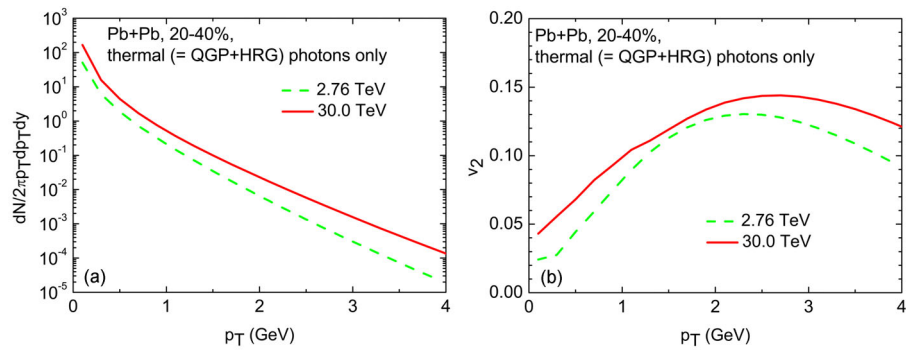 Pb+Pb, 20-40%,
thermal (= QGP+HRG) photons only
2.76 TeV
30.0 TeV
10^3
10^2
10^1
10^0
10^-1
10^-2
10^-3
10^-4
10^-5
dN/2πp_Tdp_Tdy
(a)
0
1
2
3
4
p_T (GeV)
Pb+Pb, 20-40%,
thermal (= QGP+HRG) photons only
0.20
0.15
0.10
0.05
0.00
v_2
2.76 TeV
30.0 TeV
(b)
0
1
2
3
4
p_T (GeV)